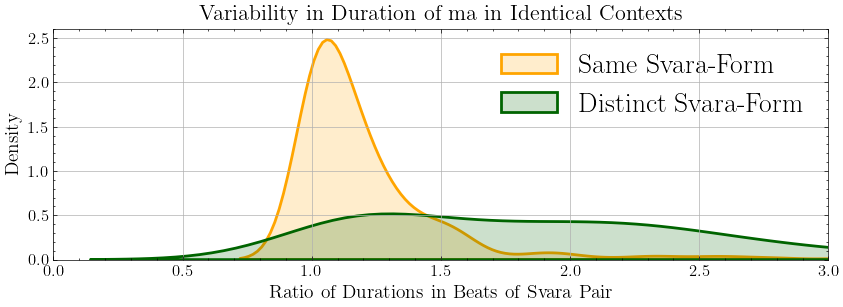 Variability in Duration of ma in Identical Contexts
Density
2.5
2.0
1.5
1.0
0.5
0.0
Same Svara-Form
Distinct Svara-Form
0.0 0.5 1.0 1.5 2.0 2.5 3.0
Ratio of Durations in Beats of Svara Pair